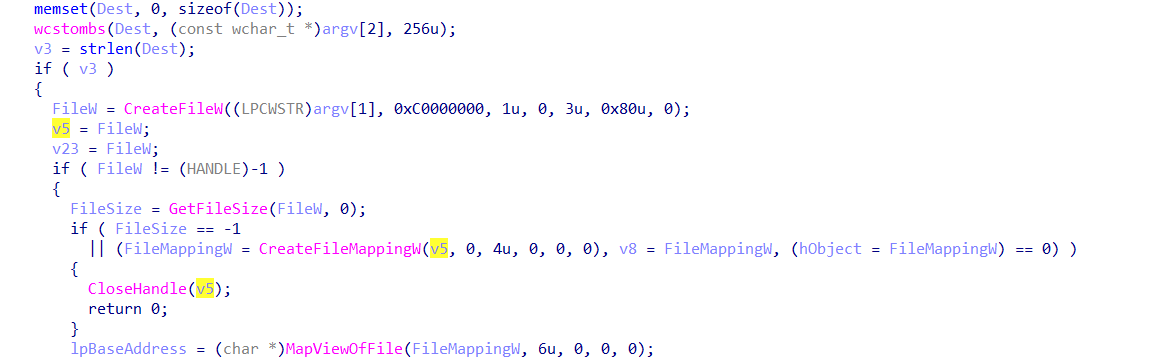 memset(Dest, 0, sizeof(Dest));
wcstombs(Dest, (const wchar_t *)argv[2], 256u);
v3 = strlen(Dest);
if ( v3 )
{
FileW = CreateFileW((LPCWSTR)argv[1], 0xC0000000, 1u, 0, 3u, 0x80u, 0);
v5 = FileW;
v23 = FileW;
if ( FileW != (HANDLE)-1 )
{
FileSize = GetFileSize(FileW, 0);
if ( FileSize == -1
|| (FileMappingW = CreateFileMappingW(v5, 0, 4u, 0, 0, 0), v8 = FileMappingW, (hObject = FileMappingW) == 0) )
{
CloseHandle(v5);
return 0;
}
lpBaseAddress = (char *)MapViewOfFile(FileMappingW, 6u, 0, 0, 0);